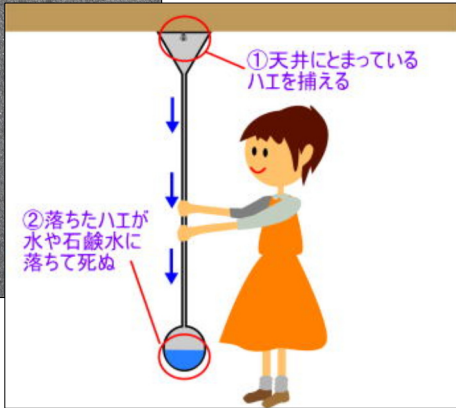 ①天井にとまっている
ハエを捕える
②落ちたハエが
水や石鹸水に
落ちて死ぬ